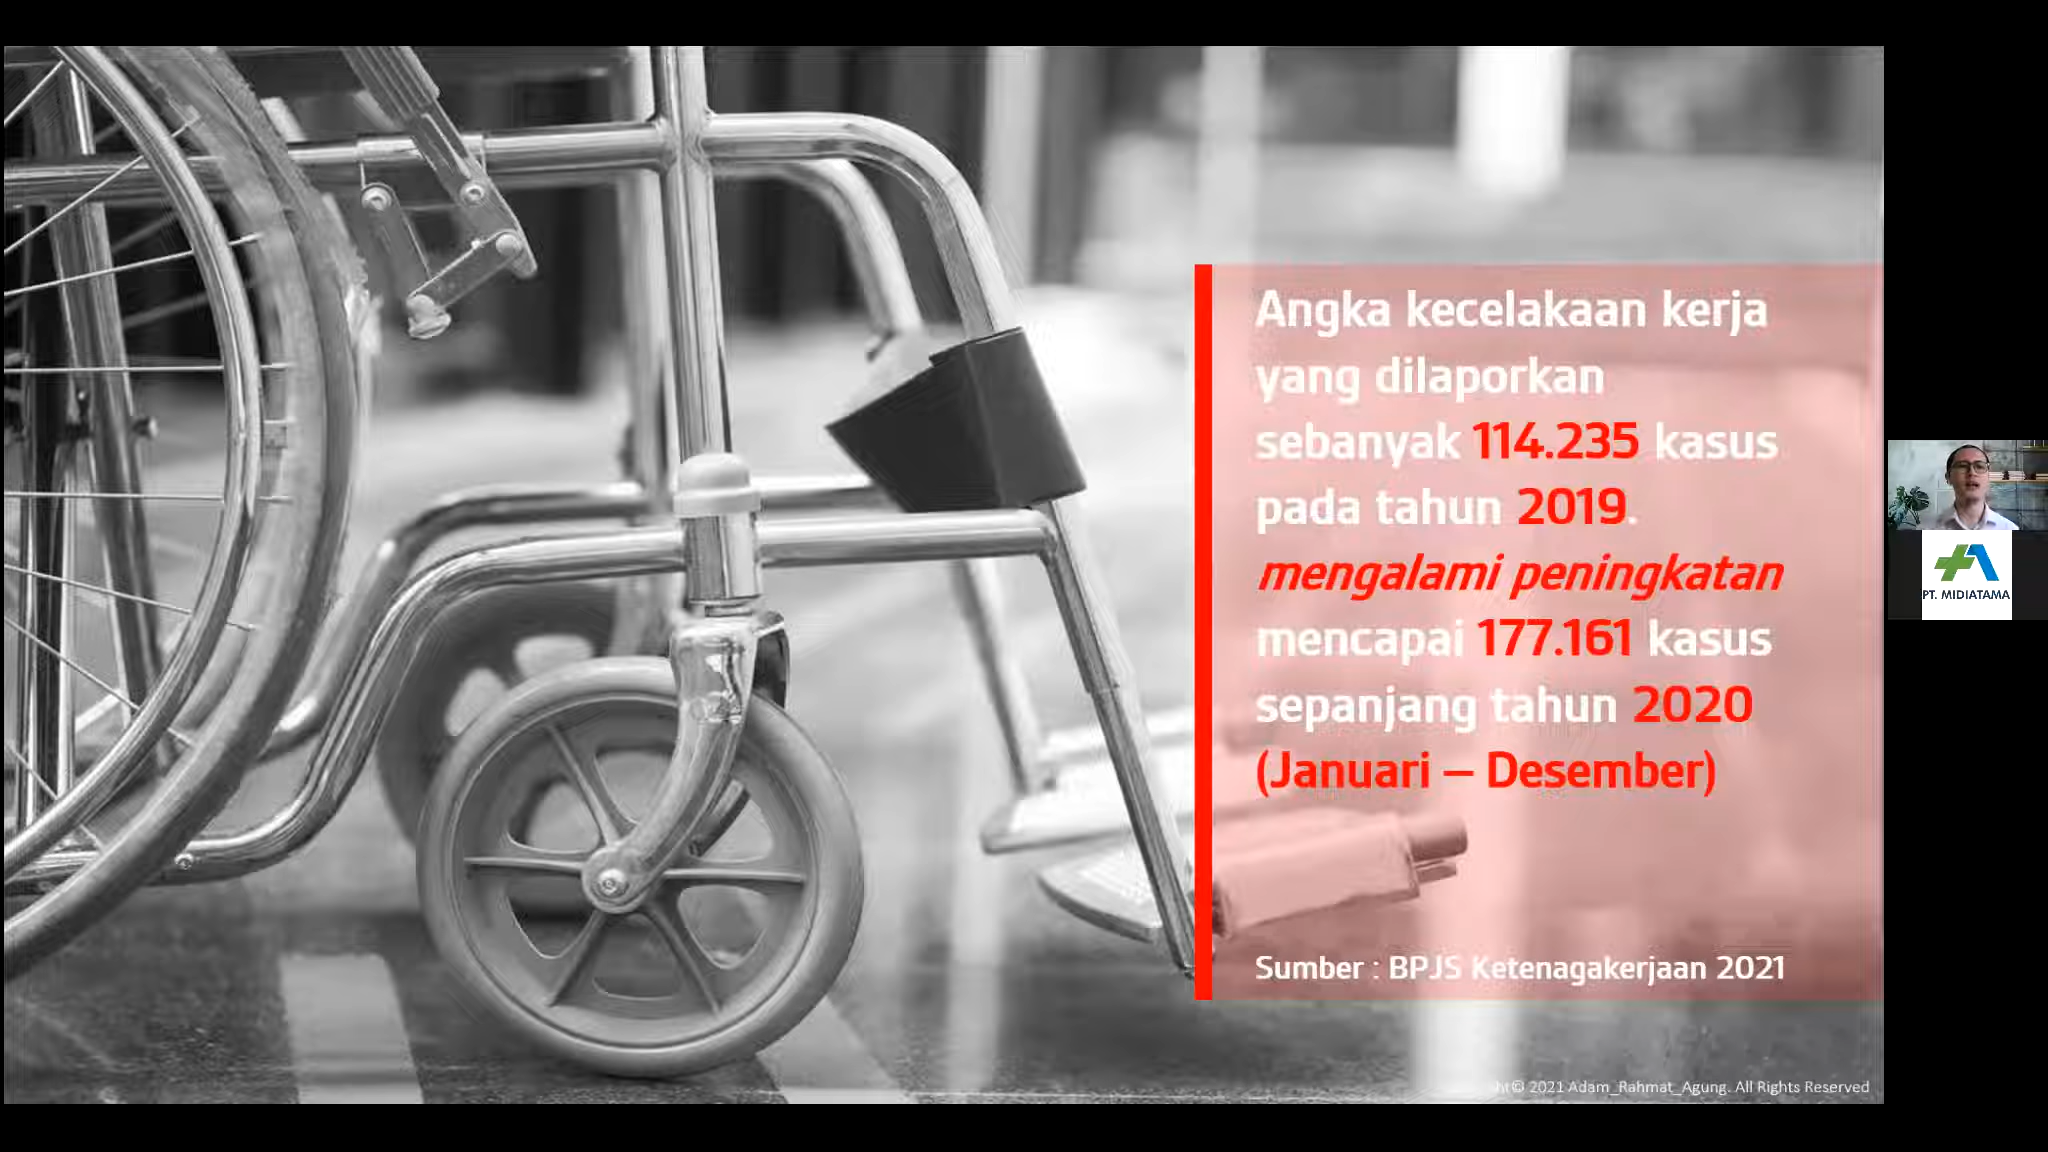 Angka kecelakaan kerja
yang dilaporkan
sebanyak 114.235 kasus
pada tahun 2019.
mengalami peningkatan
mencapai 177.161 kasus
sepanjang tahun 2020
(Januari – Desember)
Sumber : BPJS Ketenagakerjaan 2021
© 2021 Adam_Rahmat_Agung. All Rights Reserved
PT. MIDIATAMA